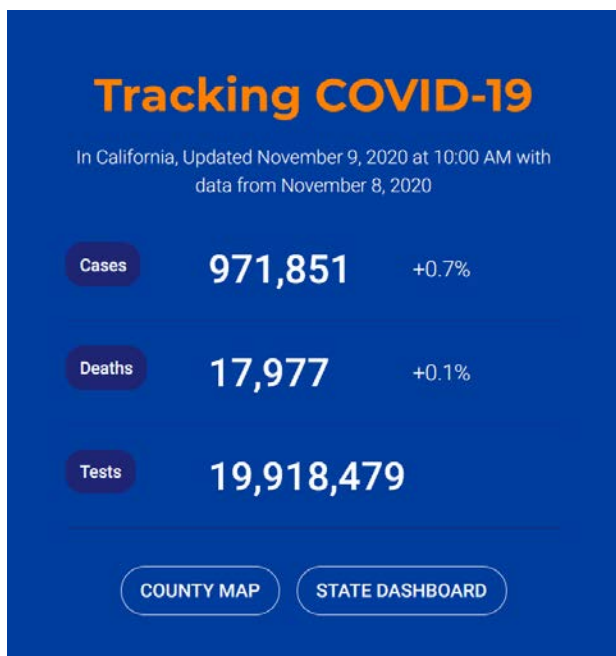 Tracking COVID-19
In California, Updated November 9, 2020 at 10:00 AM with
data from November 8, 2020
Cases 971,851 +0.7%
Deaths 17,977 +0.1%
Tests 19,918,479
COUNTY MAP STATE DASHBOARD